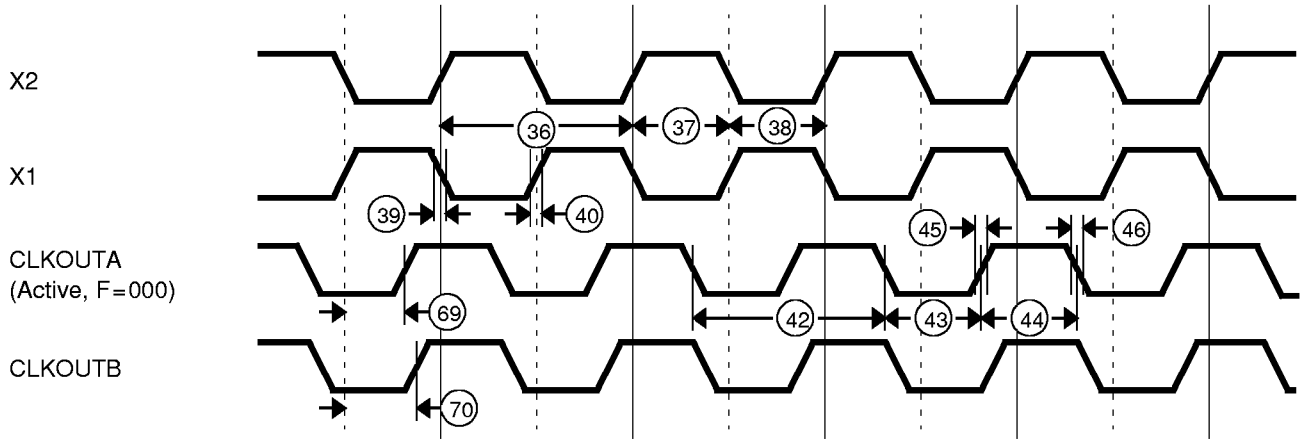 X2
36
37
38
X1
39
40
45
46
CLKOUTA
(Active, F=000)
69
42
43
44
CLKOUTB
70